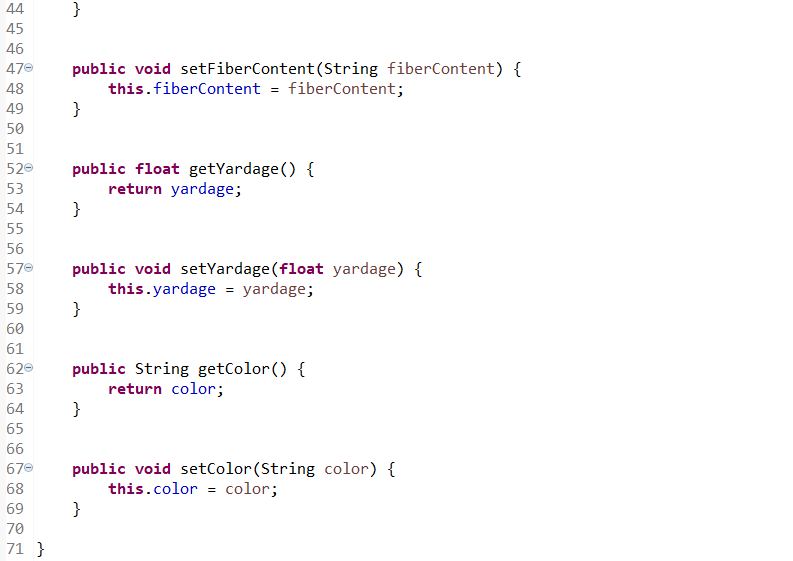 44    }
45
46
47    public void setFiberContent(String fiberContent) {
48        this.fiberContent = fiberContent;
49    }
50
51
52    public float getYardage() {
53        return yardage;
54    }
55
56
57    public void setYardage(float yardage) {
58        this.yardage = yardage;
59    }
60
61
62    public String getColor() {
63        return color;
64    }
65
66
67    public void setColor(String color) {
68        this.color = color;
69    }
70
71 }